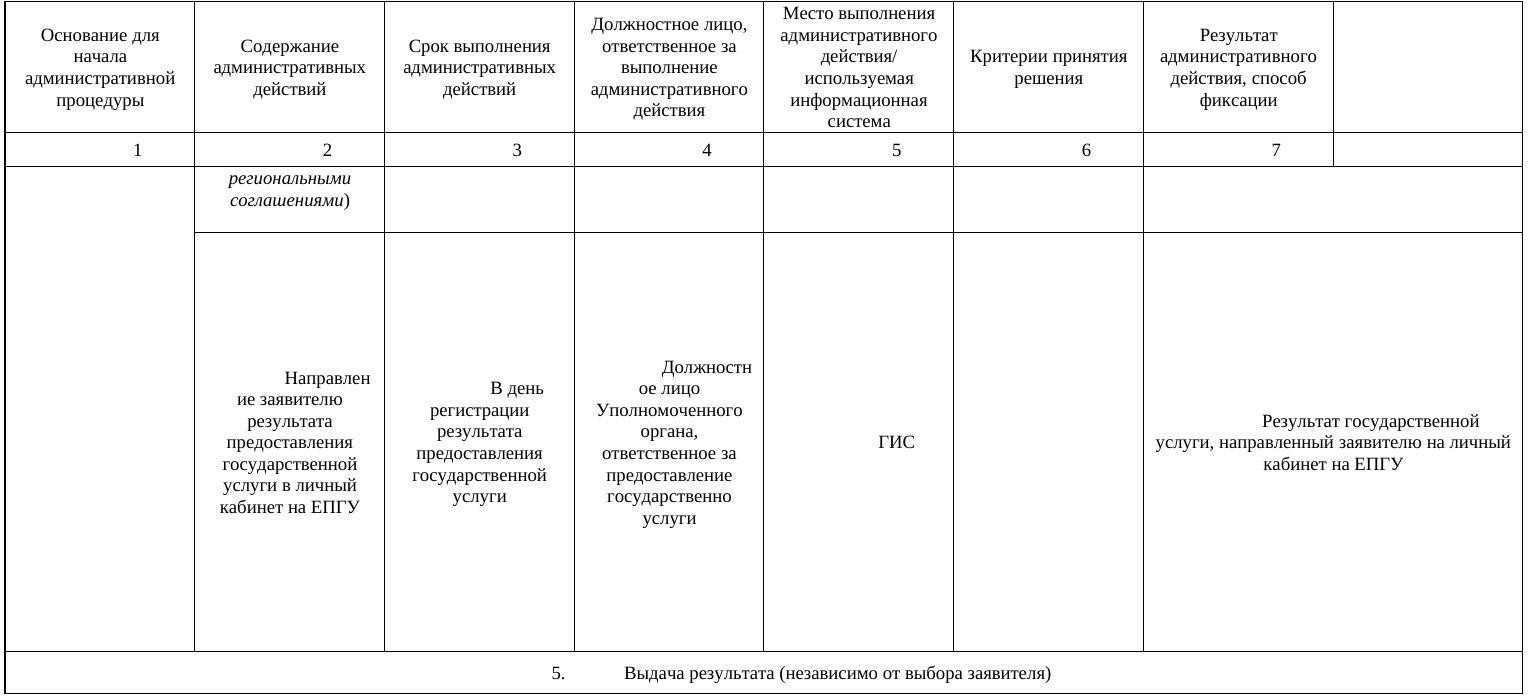 Основание для
начала
административной
процедуры
Содержание
административных
действий
Срок выполнения
административных
действий
Должностное лицо,
ответственное за
выполнение
административного
действия
Место выполнения
административного
действия/
используемая
информационная
система
Критерии принятия
решения
Результат
административного
действия, способ
фиксации
1
2
3
4
5
6
7
региональными
соглашениями)
Направлен
ие заявителю
результата
предоставления
государственной
услуги в личный
кабинет на ЕПГУ
В день
регистрации
результата
предоставления
государственной
услуги
Должностн
ое лицо
Уполномоченного
органа,
ответственное за
предоставление
государственно
услуги
ГИС
Результат государственной
услуги, направленный заявителю на личный
кабинет на ЕПГУ
5. Выдача результата (независимо от выбора заявителя)